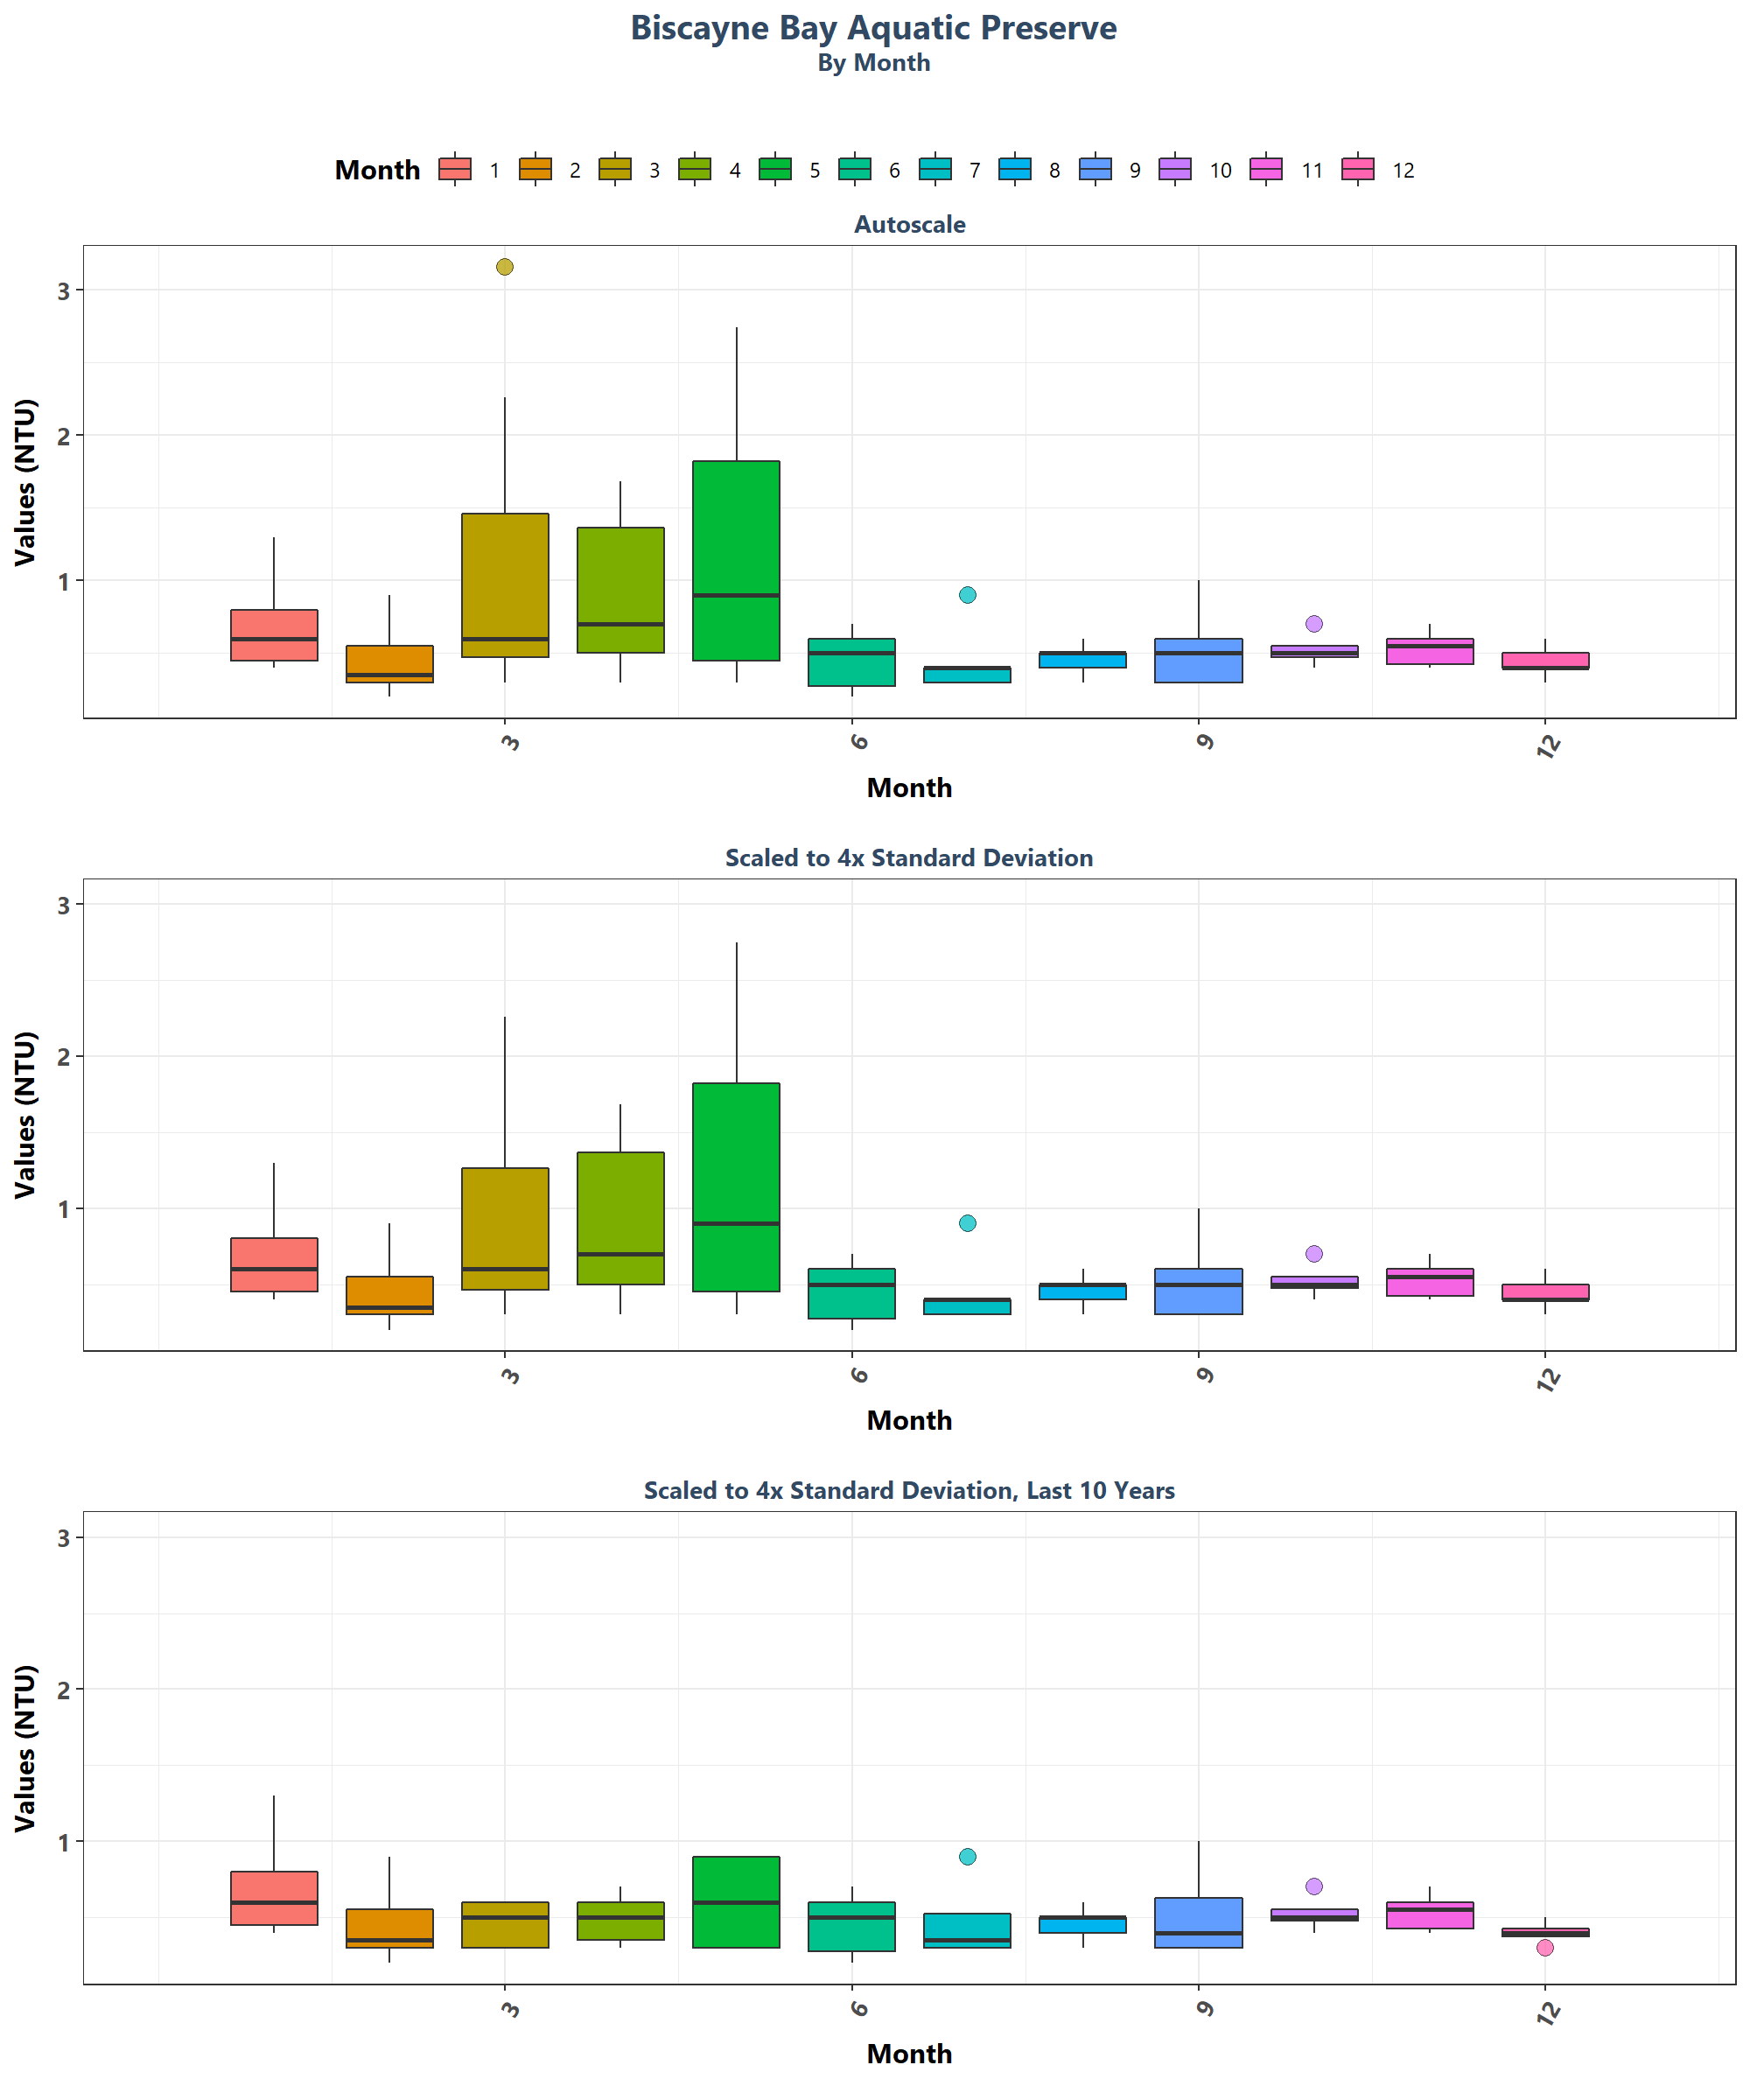 Biscayne Bay Aquatic Preserve
By Month
Month 1 2 3 4 5 6 7 8 9 10 11 12
Autoscale
Values (NTU)
3
2
1
3 6 9 12
Month
Scaled to 4x Standard Deviation
Values (NTU)
3
2
1
3 6 9 12
Month
Scaled to 4x Standard Deviation, Last 10 Years
Values (NTU)
3
2
1
3 6 9 12
Month